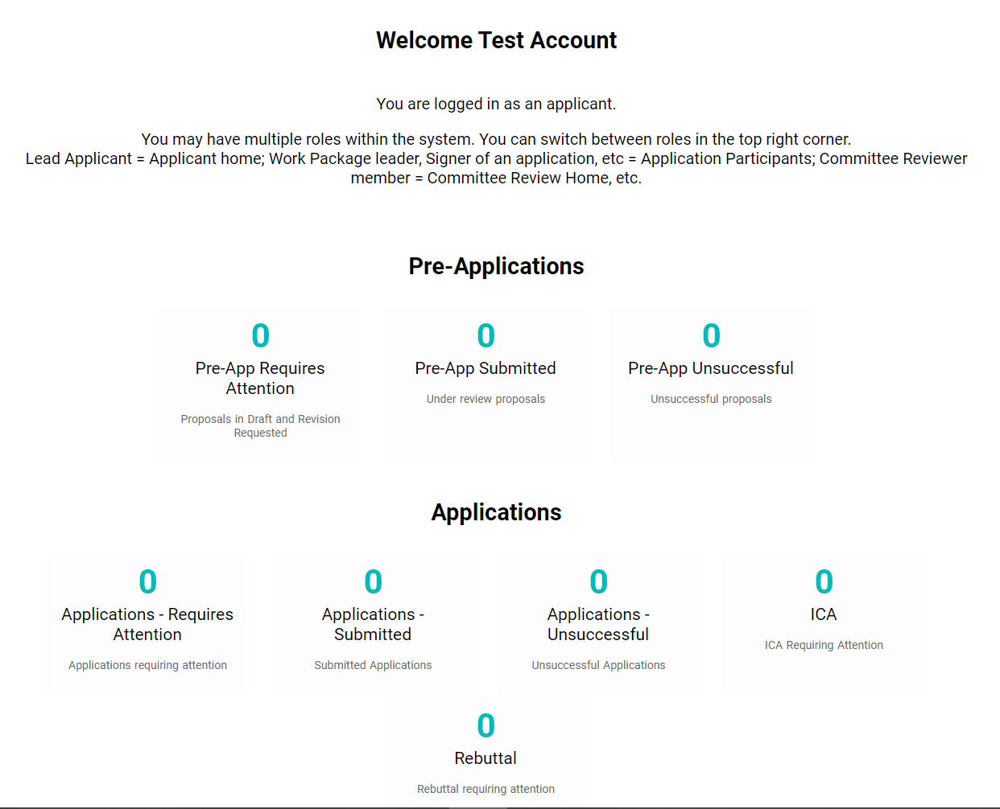 Welcome Test Account
You are logged in as an applicant.
You may have multiple roles within the system. You can switch between roles in the top right corner.
Lead Applicant = Applicant home; Work Package leader, Signer of an application, etc = Application Participants; Committee Reviewer
member = Committee Review Home, etc.
Pre-Applications
0
Pre-App Requires
Attention
Proposals in Draft and Revision
Requested
0
Pre-App Submitted
Under review proposals
0
Pre-App Unsuccessful
Unsuccessful proposals
Applications
0
Applications - Requires
Attention
Applications requiring attention
0
Applications -
Submitted
Submitted Applications
0
Applications -
Unsuccessful
Unsuccessful Applications
0
ICA
ICA Requiring Attention
0
Rebuttal
Rebuttal requiring attention